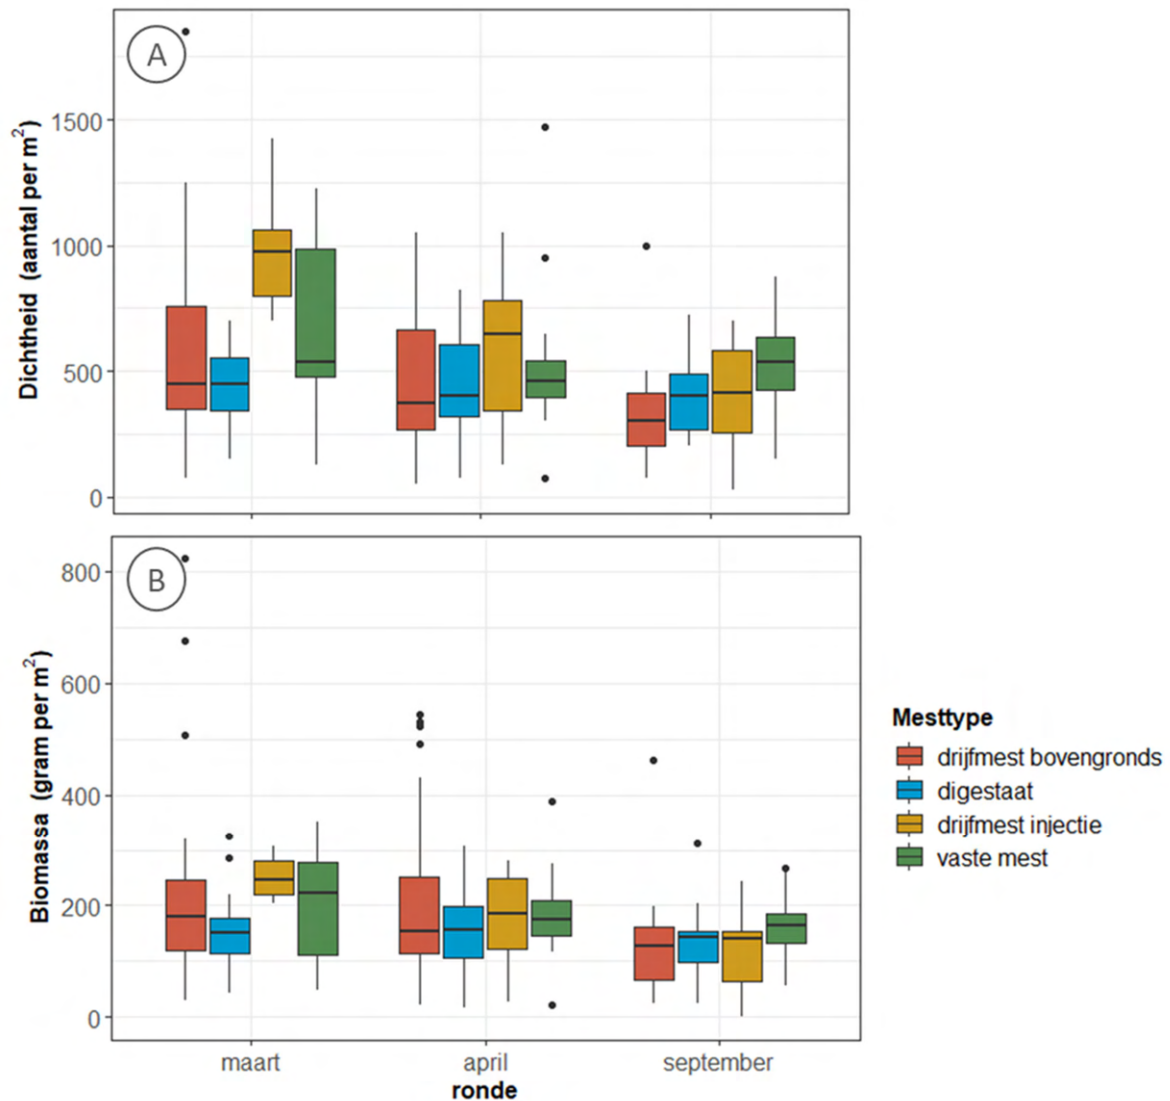 A
Dichtheid (aantal per m²)
1500
1000
500
0
B
Biomassa (gram per m²)
800
600
400
200
0
maart april september
ronde
Mesttype
drijfmest bovengronds
digestaat
drijfmest injectie
vaste mest